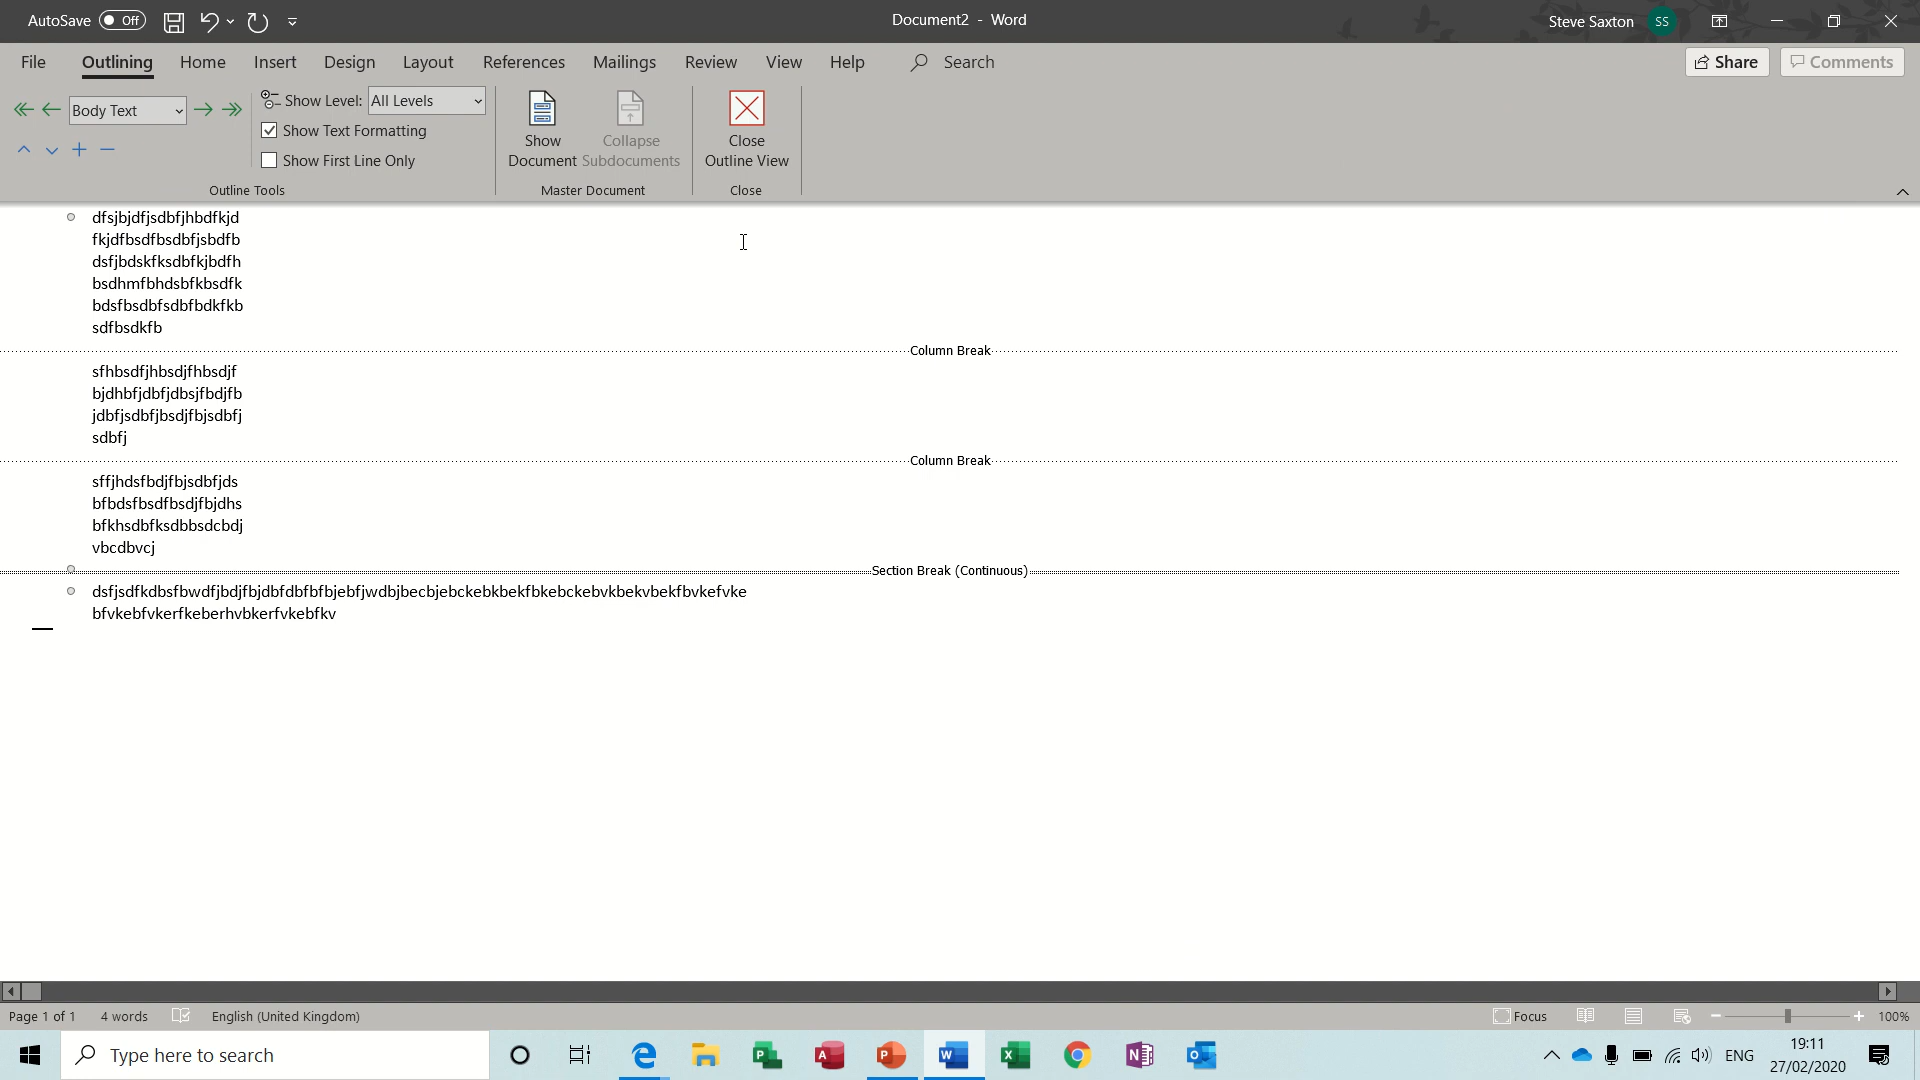 AutoSave Off
Document2 - Word
Steve Saxton SS
File Outlining Home Insert Design Layout References Mailings Review View Help Search
Share Comments
Body Text
Show Level: All Levels
Show Text Formatting
Show First Line Only
Outline Tools
Show Document
Collapse Subdocuments
Master Document
Close Outline View
Close
dfsjbjdfjsdbfjhbdfkjd
fkjdfbsdfbsdbfjsbdfb
dsfjbdskfksdbfkjbdfh
bsdhmfbhdsbfkbsdfk
bdsfbsdbfsdbfbdkfkb
sdfbsdkfb
Column Break
sfhbsdfjhbsdjfhbsdjf
bjdhbfjdbfjdbsjfbdjfb
jdbfjsdbfjbsdjfbjsdbfj
sdbfj
Column Break
sffjhdsfbdjfbjsdbfjds
bfbdsfbsdfbsdjfbjdhs
bfkhsdbfksdbbsdcbdj
vbcdbvcj
Section Break (Continuous)
dsfjsdfkdbsfbwdfjbdjfbjdbfdbfbfbjebfjwdbjbecbjebckebkbekfbkebckebvkbekvbekfbvkefvke
bfvkebfvkerfkeberhvbkerfvkebfkv
Page 1 of 1 4 words English (United Kingdom)
Focus 100%
Type here to search
ENG
19:11
27/02/2020